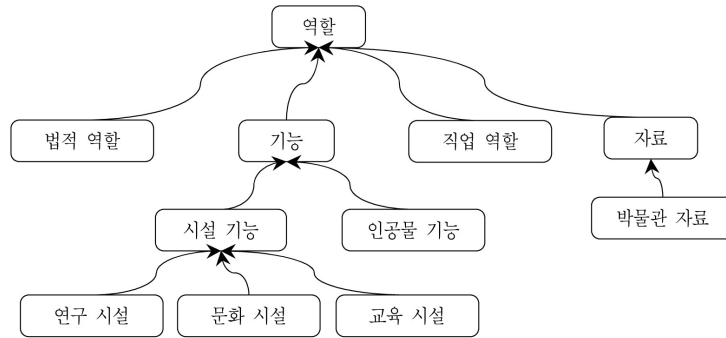 역할
법적 역할
기능
직업 역할
자료
시설 기능
인공물 기능
박물관 자료
연구 시설
문화 시설
교육 시설